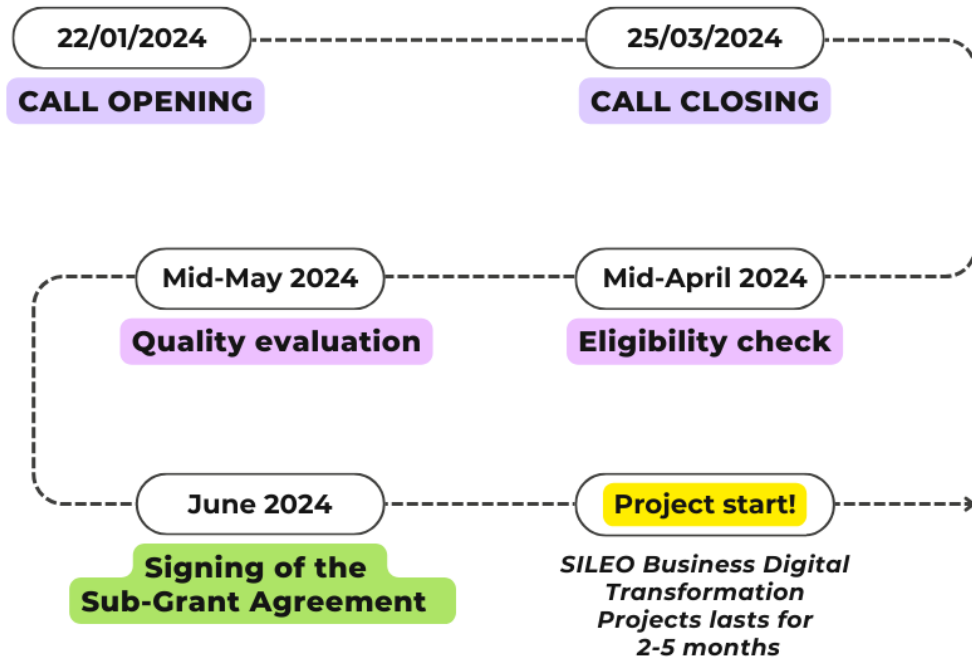 22/01/2024
25/03/2024
CALL OPENING
CALL CLOSING
Mid-May 2024
Mid-April 2024
Quality evaluation
Eligibility check
June 2024
Project start!
Signing of the
Sub-Grant Agreement
SILEO Business Digital
Transformation
Projects lasts for
2-5 months